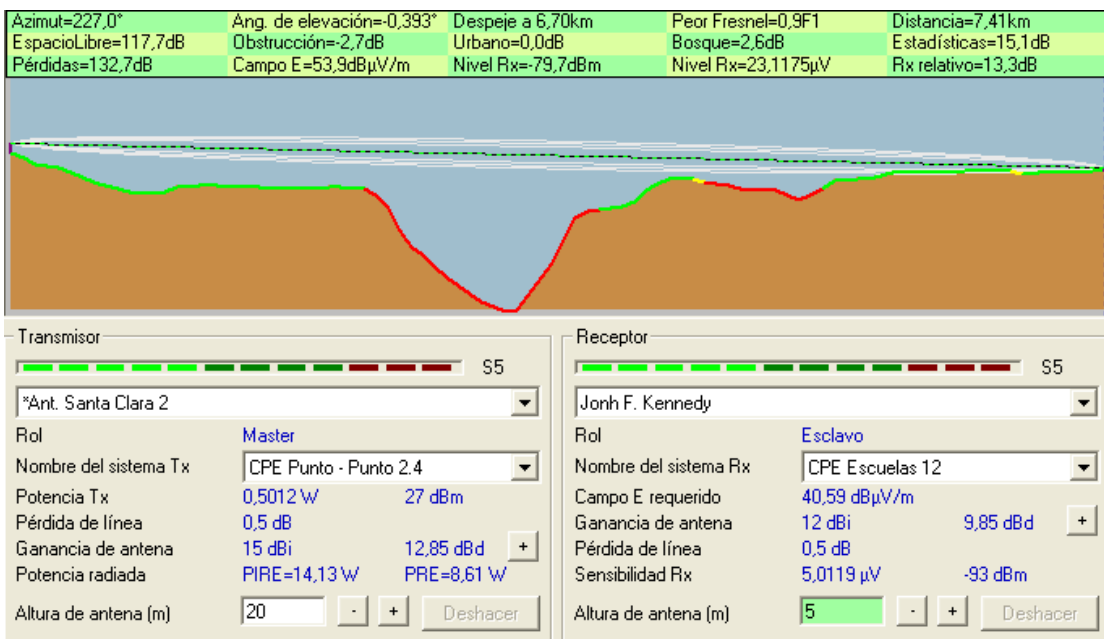 Azimut=227,0° Ang. de elevación=-0,393° Despeje a 6,70km Peor Fresnel=0,9F1 Distancia=7,41km
EspacioLibre=117,7dB Obstrucción=-2,7dB Urbano=0,0dB Bosque=2,6dB Estadísticas=15,1dB
Pérdidas=132,7dB Campo E=53,9dBµV/m Nivel Rx=-79,7dBm Nivel Rx=23,1175µV Rx relativo=13,3dB
Transmisor
S5
*Ant. Santa Clara 2
Rol Master
Nombre del sistema Tx CPE Punto - Punto 2.4
Potencia Tx 0,5012 W 27 dBm
Pérdida de línea 0,5 dB
Ganancia de antena 15 dBi 12,85 dBd +
Potencia radiada PIRE=14,13 W PRE=8,61 W
Altura de antena (m) 20 - + Deshacer
Receptor
S5
Jonh F. Kennedy
Rol Esclavo
Nombre del sistema Rx CPE Escuelas 12
Campo E requerido 40,59 dBµV/m
Ganancia de antena 12 dBi 9,85 dBd +
Pérdida de línea 0,5 dB
Sensibilidad Rx 5,0119 µV -93 dBm
Altura de antena (m) 5 - + Deshacer